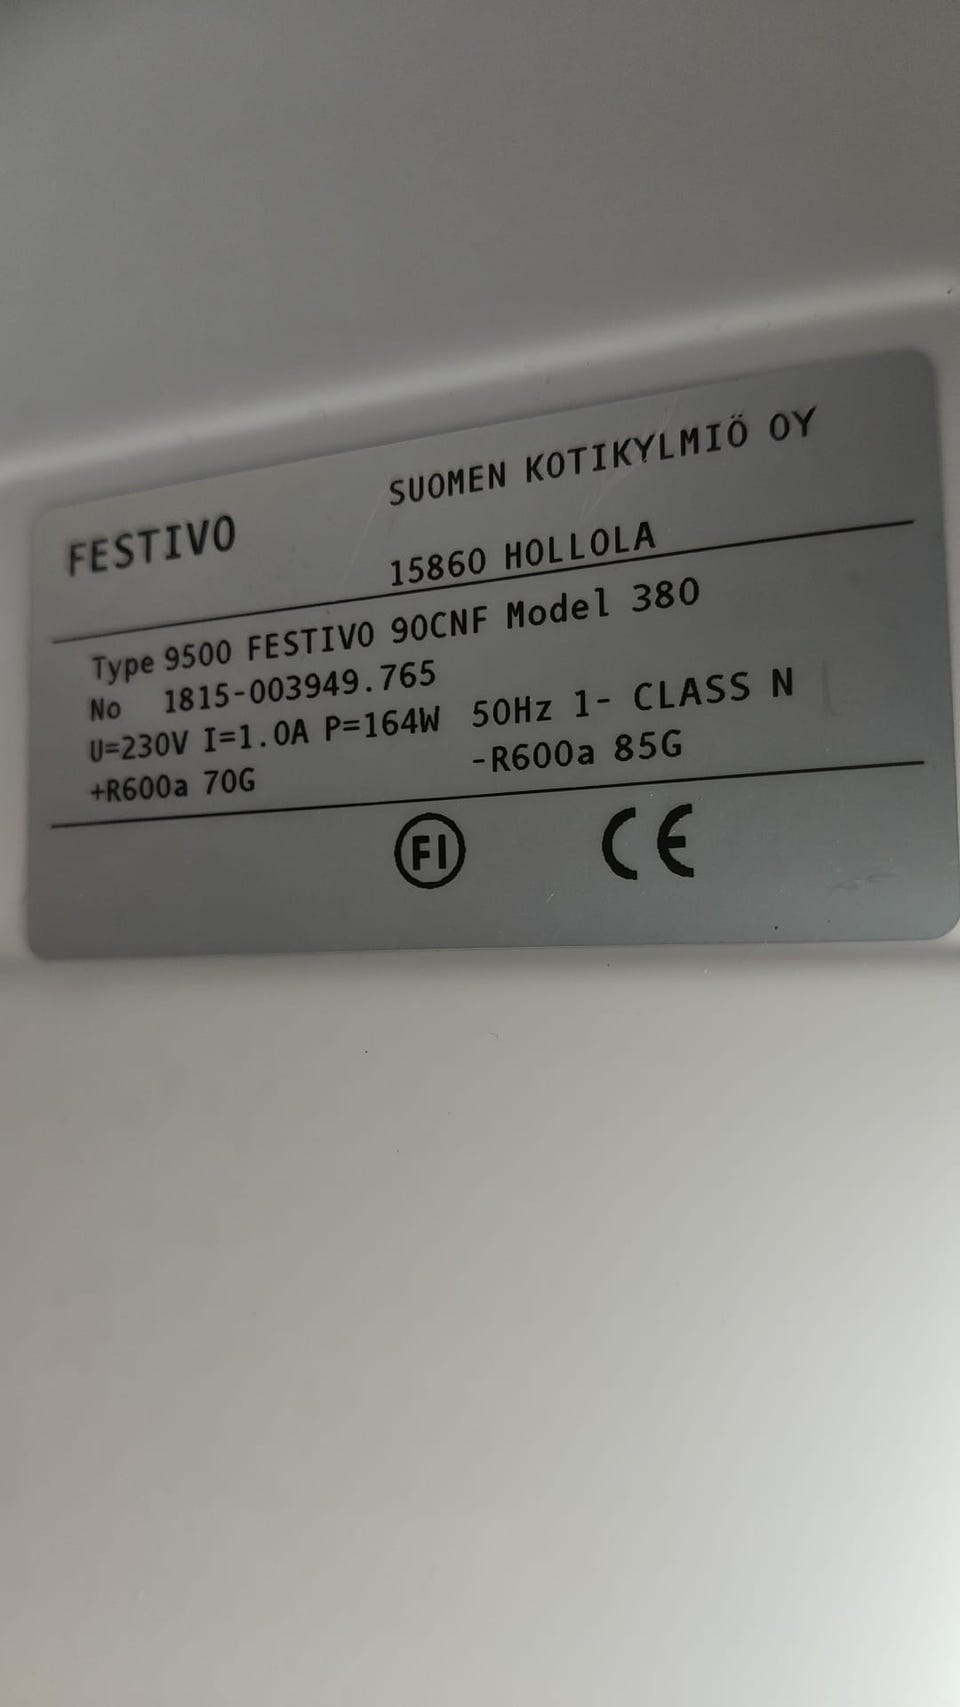 FESTIVO
SUOMEN KOTIKYLMIÖ OY
15860 HOLLOLA
Type 9500 FESTIVO 90CNF Model 380
No 1815-003949.765
U=230V I=1.0A P=164W 50Hz 1- CLASS N
+R600a 70G -R600a 85G
FI CE